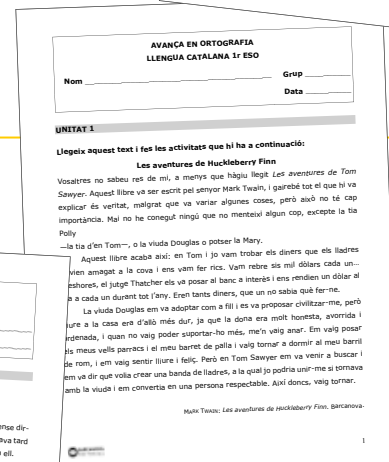 AVANÇA EN ORTOGRAFIA
LLENGUA CATALANA 1r ESO
Nom
Grup
Data
UNITAT 1
Llegeix aquest text i fes les activitats que hi ha a continuació:
Les aventures de Huckleberry Finn
Vosaltres no sabeu res de mi, a menys que hàgiu llegit Les aventures de Tom
Sawyer. Aquest llibre va ser escrit pel senyor Mark Twain, i gairebé tot el que hi va
explicar és veritat, malgrat que va variar algunes coses, però això no té cap
importància. Mai no he conegut ningú que no menteixi algun cop, excepte la tia
Polly
—la tia d'en Tom—, o la viuda Douglas o potser la Mary.
Aquest llibre acaba així: en Tom i jo vam trobar els diners que els lladres
vien amagat a la cova i ens vam fer rics. Vam rebre sis mil dòlars cada un...
eshores, el jutge Thatcher els va posar al banc a interès i ens rendien un dòlar al
a a cada un durant tot l'any. Eren tants diners, que un no sabia què fer-ne.
La viuda Douglas em va adoptar com a fill i es va proposar civilitzar-me, però
iure a la casa era d'allò més dur, ja que la dona era molt honesta, avorrida i
rdenada, i quan no vaig poder suportar-ho més, me'n vaig anar. Em vaig posar
els meus vells parracs i el meu barret de palla i vaig tornar a dormir al meu barril
de rom, i em vaig sentir lliure i feliç. Però en Tom Sawyer em va venir a buscar i
em va dir que volia crear una banda de lladres, a la qual jo podria unir-me si tornava
amb la viuda i em convertia en una persona respectable. Així doncs, vaig tornar.
MARK TWAIN: Les aventures de Huckleberry Finn. Barcanova.
ense dir-
ava tard
ell.
1